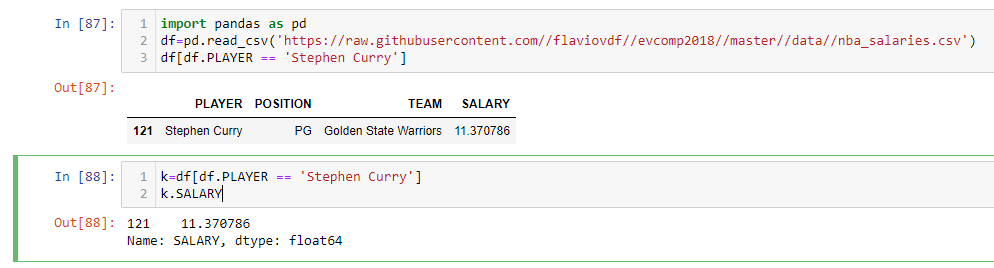 In [87]:
1 import pandas as pd
2 df=pd.read_csv('https://raw.githubusercontent.com//flaviovdf//evcomp2018//master//data//nba_salaries.csv')
3 df[df.PLAYER == 'Stephen Curry']
Out[87]:
PLAYER POSITION TEAM SALARY
121 Stephen Curry PG Golden State Warriors 11.370786
In [88]:
1 k=df[df.PLAYER == 'Stephen Curry']
2 k.SALARY
Out[88]:
121    11.370786
Name: SALARY, dtype: float64